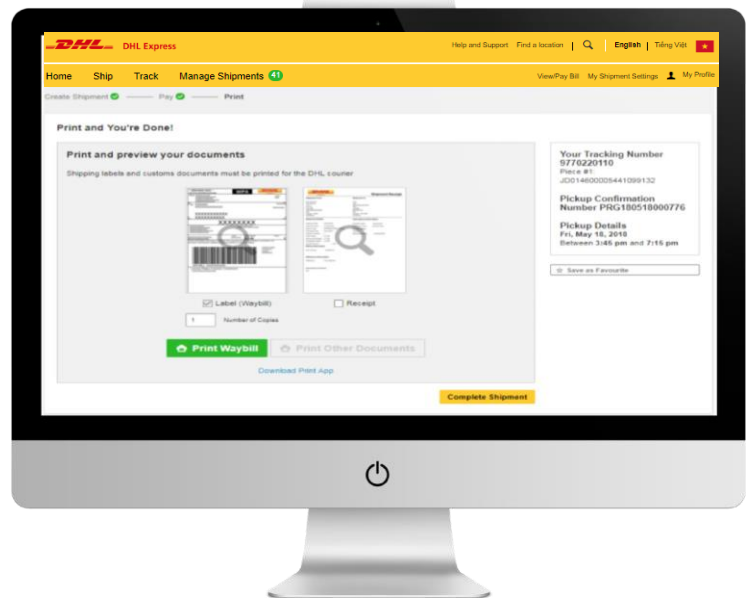 DHL DHL Express
Help and Support Find a location English Tiếng Việt
Home Ship Track Manage Shipments 41
View/Pay Bill My Shipment Settings My Profile
Create Shipment Pay Print
Print and You're Done!
Print and preview your documents
Shipping labels and customs documents must be printed for the DHL courier
Label (Waybill) Receipt
1 Number of Copies
Print Waybill Print Other Documents
Download Print App
Complete Shipment
Your Tracking Number
9770220110
Piece #1:
JD014600005441099132
Pickup Confirmation
Number PRG180518000776
Pickup Details
Fri, May 18, 2018
Between 3:45 pm and 7:15 pm
Save as Favourite